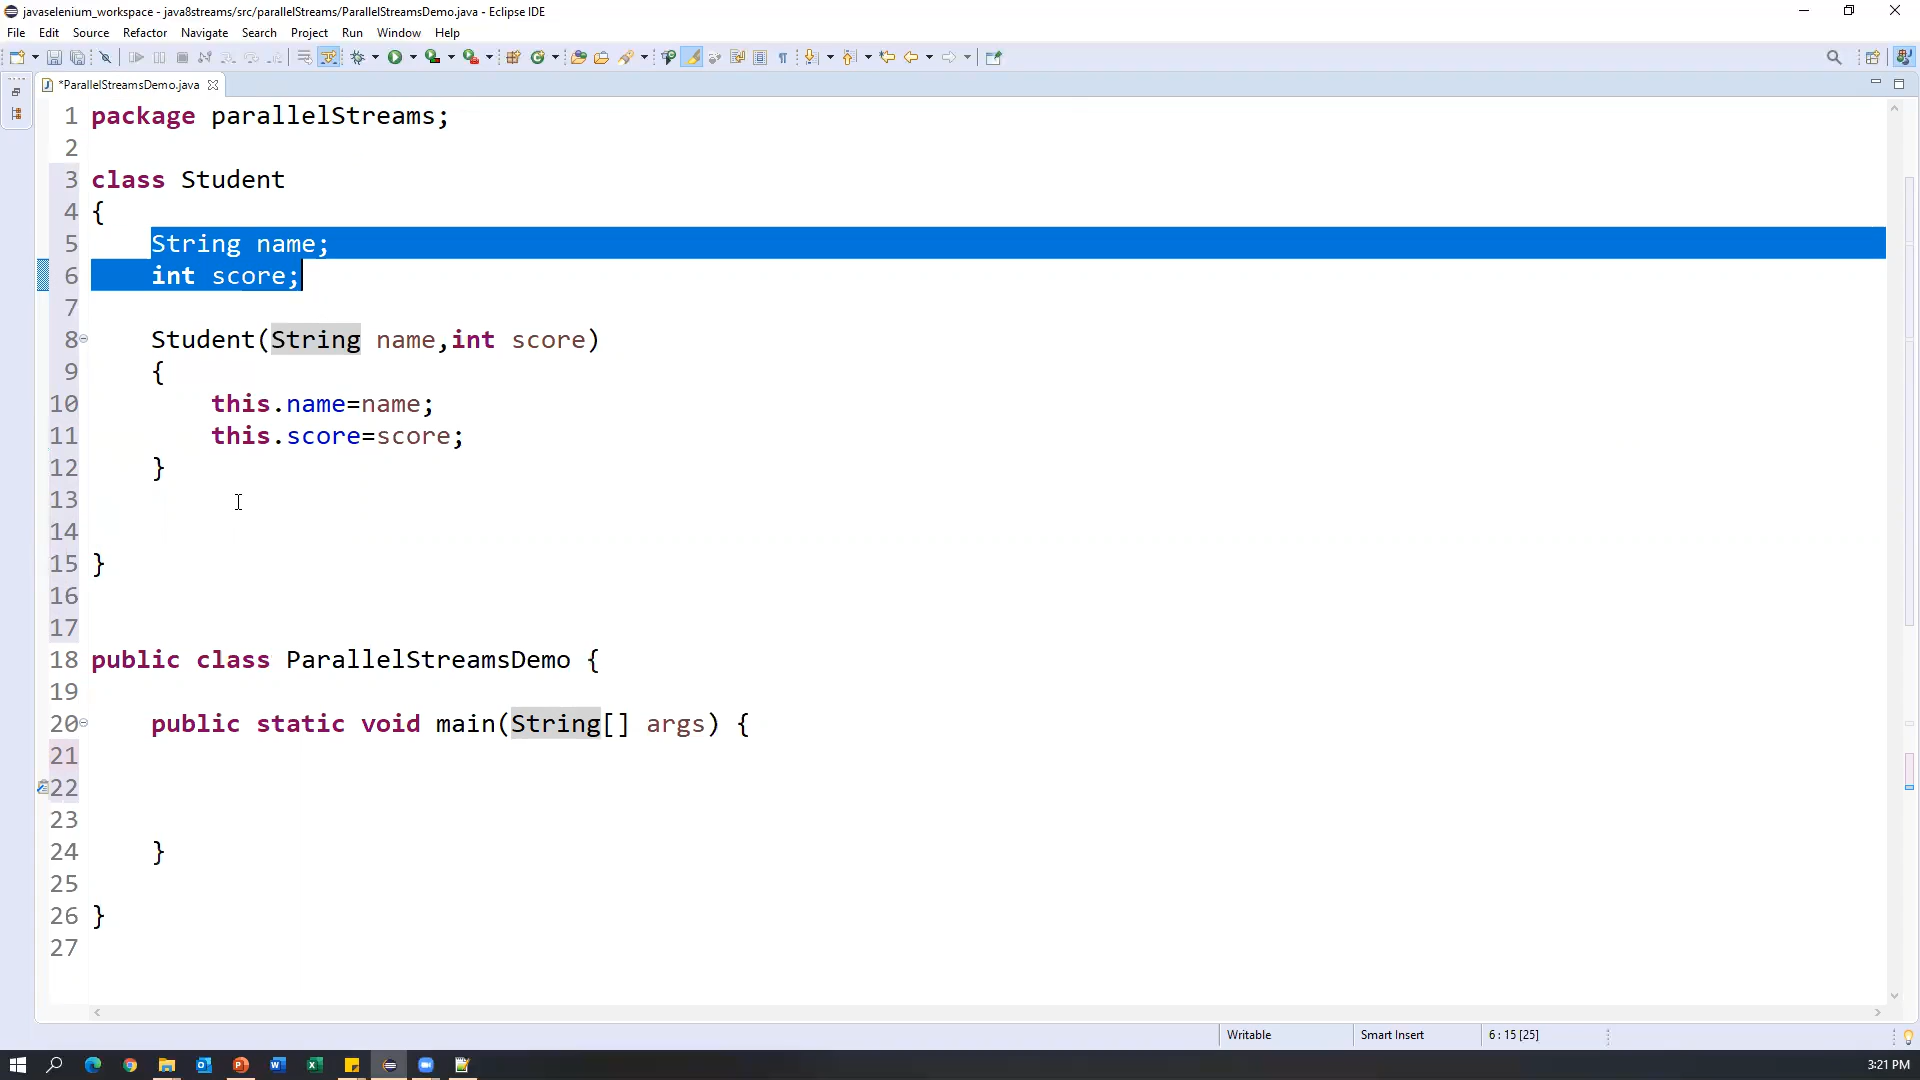 javaselenium_workspace - java8streams/src/parallelStreams/ParallelStreamsDemo.java - Eclipse IDE
File Edit Source Refactor Navigate Search Project Run Window Help
*ParallelStreamsDemo.java
1 package parallelStreams;
2
3 class Student
4 {
5 String name;
6 int score;
7
8 Student(String name,int score)
9 {
10 this.name=name;
11 this.score=score;
12 }
13
14
15 }
16
17
18 public class ParallelStreamsDemo {
19
20 public static void main(String[] args) {
21
22
23
24 }
25
26 }
27
Writable Smart Insert 6 : 15 [25]
3:21 PM